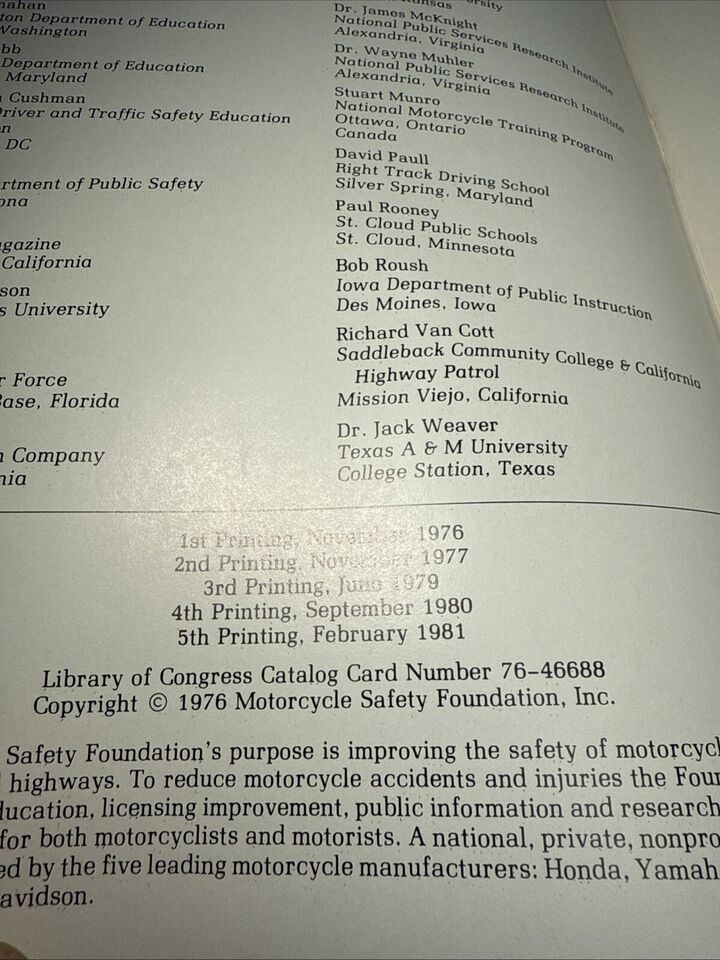 ton Department of Education
Washington
bb
Department of Education
Maryland
Cushman
Driver and Traffic Safety Education
n
DC
rtment of Public Safety
ona
gazine
California
son
s University
r Force
Base, Florida
n Company
nia
Dr. James McKnight
National Public Services Research Institute
Alexandria, Virginia
Dr. Wayne Muhler
National Public Services Research Institute
Alexandria, Virginia
Stuart Munro
National Motorcycle Training Program
Ottawa, Ontario
Canada
David Paull
Right Track Driving School
Silver Spring, Maryland
Paul Rooney
St. Cloud Public Schools
St. Cloud, Minnesota
Bob Roush
Iowa Department of Public Instruction
Des Moines, Iowa
Richard Van Cott
Saddleback Community College & California
Highway Patrol
Mission Viejo, California
Dr. Jack Weaver
Texas A & M University
College Station, Texas
1st Printing, November 1976
2nd Printing, November 1977
3rd Printing, June 1979
4th Printing, September 1980
5th Printing, February 1981
Library of Congress Catalog Card Number 76–46688
Copyright © 1976 Motorcycle Safety Foundation, Inc.
Safety Foundation's purpose is improving the safety of motorcycl
highways. To reduce motorcycle accidents and injuries the Foun
ducation, licensing improvement, public information and research
for both motorcyclists and motorists. A national, private, nonpro
ed by the five leading motorcycle manufacturers: Honda, Yamah
avidson.